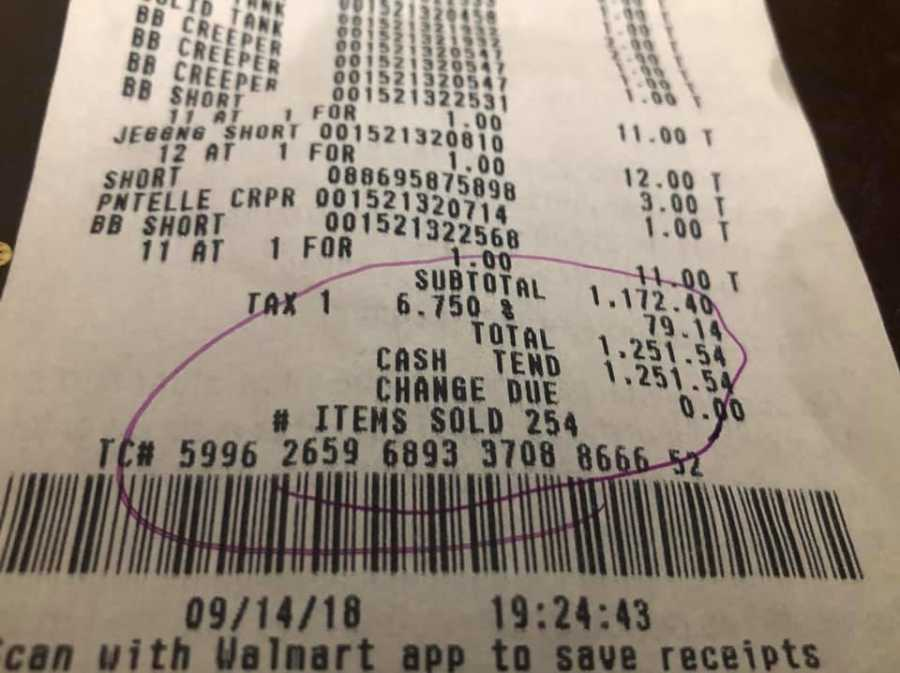 TANK
BB CREEPER 001521320547
BB CREEPER 001521320547 1.00
BB CREEPER 001521320547 1.00 T
BB SHORT 001521322531
11 AT 1 FOR 1.00 11.00 T
JEGGNG SHORT 001521320810
12 AT 1 FOR 1.00 12.00 T
SHORT 088695875898 3.00 T
PNTELLE CRPR 001521320714 1.00 T
BB SHORT 001521322568
11 AT 1 FOR 1.00 11.00 T
SUBTOTAL 1,172.40
TAX 1 6.750 % 79.14
TOTAL 1,251.54
CASH TEND 1,251.54
CHANGE DUE 0.00
# ITEMS SOLD 254
TC# 5996 2659 6893 3708 8666 52
09/14/18 19:24:43
Scan with Walmart app to save receipts